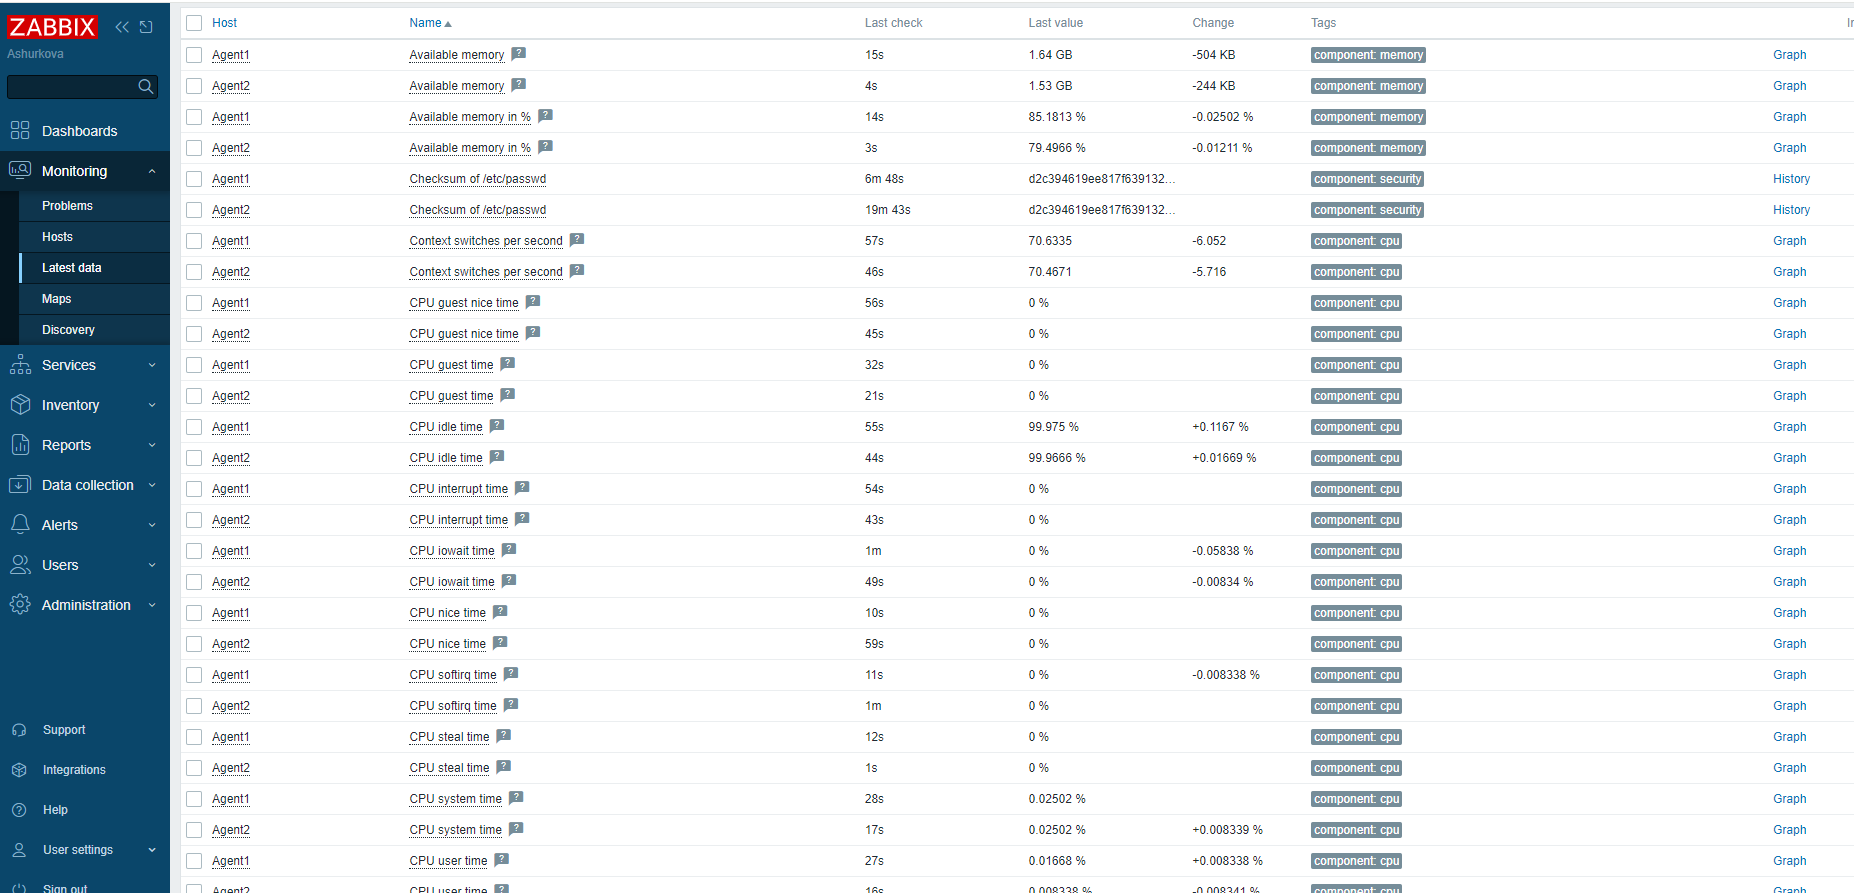 ZABBIX
Ashurkova
Dashboards
Monitoring
Problems
Hosts
Latest data
Maps
Discovery
Services
Inventory
Reports
Data collection
Alerts
Users
Administration
Support
Integrations
Help
User settings
Sign out
Host Name Last check Last value Change Tags In
Agent1 Available memory ? 15s 1.64 GB -504 KB component: memory Graph
Agent2 Available memory ? 4s 1.53 GB -244 KB component: memory Graph
Agent1 Available memory in % ? 14s 85.1813 % -0.02502 % component: memory Graph
Agent2 Available memory in % ? 3s 79.4966 % -0.01211 % component: memory Graph
Agent1 Checksum of /etc/passwd 6m 48s d2c394619ee817f639132... component: security History
Agent2 Checksum of /etc/passwd 19m 43s d2c394619ee817f639132... component: security History
Agent1 Context switches per second ? 57s 70.6335 -6.052 component: cpu Graph
Agent2 Context switches per second ? 46s 70.4671 -5.716 component: cpu Graph
Agent1 CPU guest nice time ? 56s 0 % component: cpu Graph
Agent2 CPU guest nice time ? 45s 0 % component: cpu Graph
Agent1 CPU guest time ? 32s 0 % component: cpu Graph
Agent2 CPU guest time ? 21s 0 % component: cpu Graph
Agent1 CPU idle time ? 55s 99.975 % +0.1167 % component: cpu Graph
Agent2 CPU idle time ? 44s 99.9666 % +0.01669 % component: cpu Graph
Agent1 CPU interrupt time ? 54s 0 % component: cpu Graph
Agent2 CPU interrupt time ? 43s 0 % component: cpu Graph
Agent1 CPU iowait time ? 1m 0 % -0.05838 % component: cpu Graph
Agent2 CPU iowait time ? 49s 0 % -0.00834 % component: cpu Graph
Agent1 CPU nice time ? 10s 0 % component: cpu Graph
Agent2 CPU nice time ? 59s 0 % component: cpu Graph
Agent1 CPU softirq time ? 11s 0 % -0.008338 % component: cpu Graph
Agent2 CPU softirq time ? 1m 0 % component: cpu Graph
Agent1 CPU steal time ? 12s 0 % component: cpu Graph
Agent2 CPU steal time ? 1s 0 % component: cpu Graph
Agent1 CPU system time ? 28s 0.02502 % component: cpu Graph
Agent2 CPU system time ? 17s 0.02502 % +0.008339 % component: cpu Graph
Agent1 CPU user time ? 27s 0.01668 % +0.008338 % component: cpu Graph
Agent2 CPU user time ? 16s 0.008338 % -0.008341 % component: cpu Graph